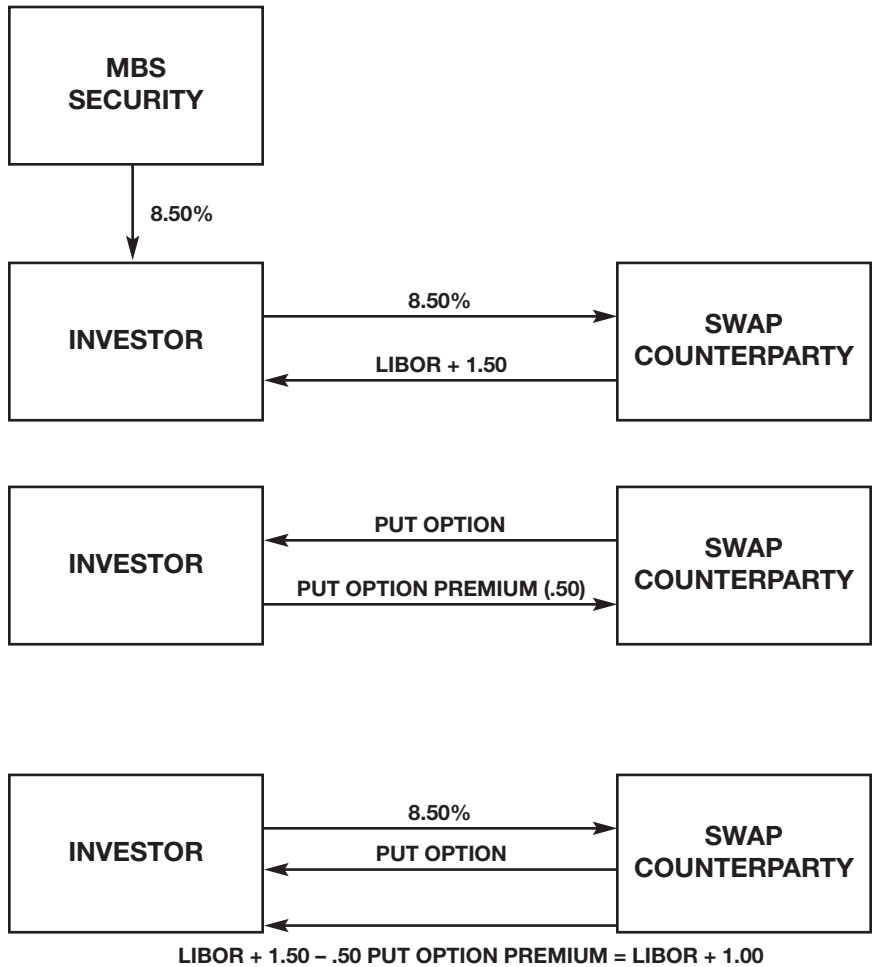 MBS
SECURITY
8.50%
INVESTOR
8.50%
LIBOR + 1.50
SWAP
COUNTERPARTY
INVESTOR
PUT OPTION
PUT OPTION PREMIUM (.50)
SWAP
COUNTERPARTY
INVESTOR
8.50%
PUT OPTION
SWAP
COUNTERPARTY
LIBOR + 1.50 – .50 PUT OPTION PREMIUM = LIBOR + 1.00